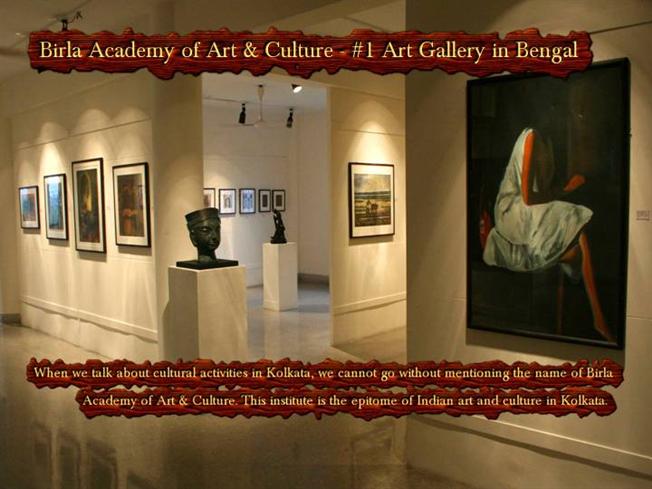 Birla Academy of Art & Culture - #1 Art Gallery in Bengal
When we talk about cultural activities in Kolkata, we cannot go without mentioning the name of Birla
Academy of Art & Culture. This institute is the epitome of Indian art and culture in Kolkata.